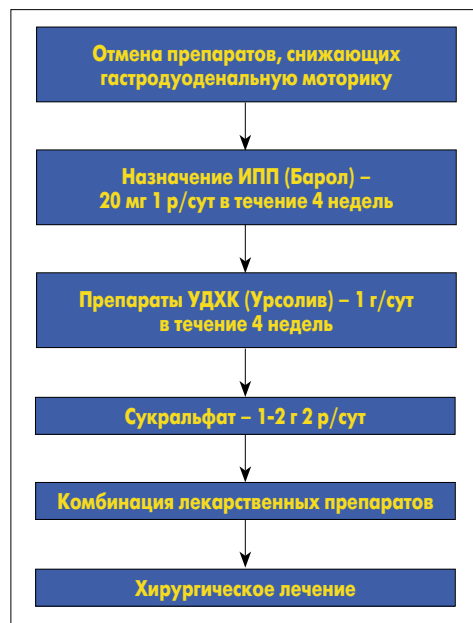 Отмена препаратов, снижающих
гастродуоденальную моторику
Назначение ИПП (Барол) –
20 мг 1 р/сут в течение 4 недель
Препараты УДХК (Урсолив) – 1 г/сут
в течение 4 недель
Сукральфат – 1-2 г 2 р/сут
Комбинация лекарственных препаратов
Хирургическое лечение